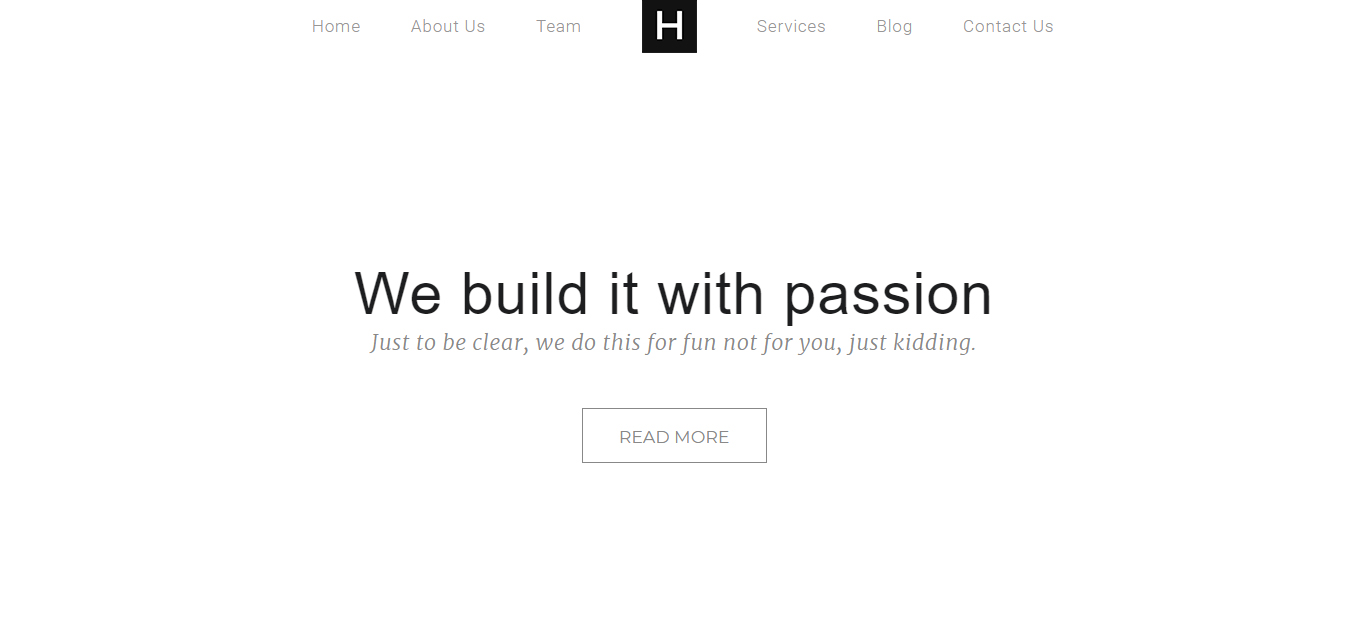 Home About Us Team H Services Blog Contact Us
We build it with passion
Just to be clear, we do this for fun not for you, just kidding.
READ MORE